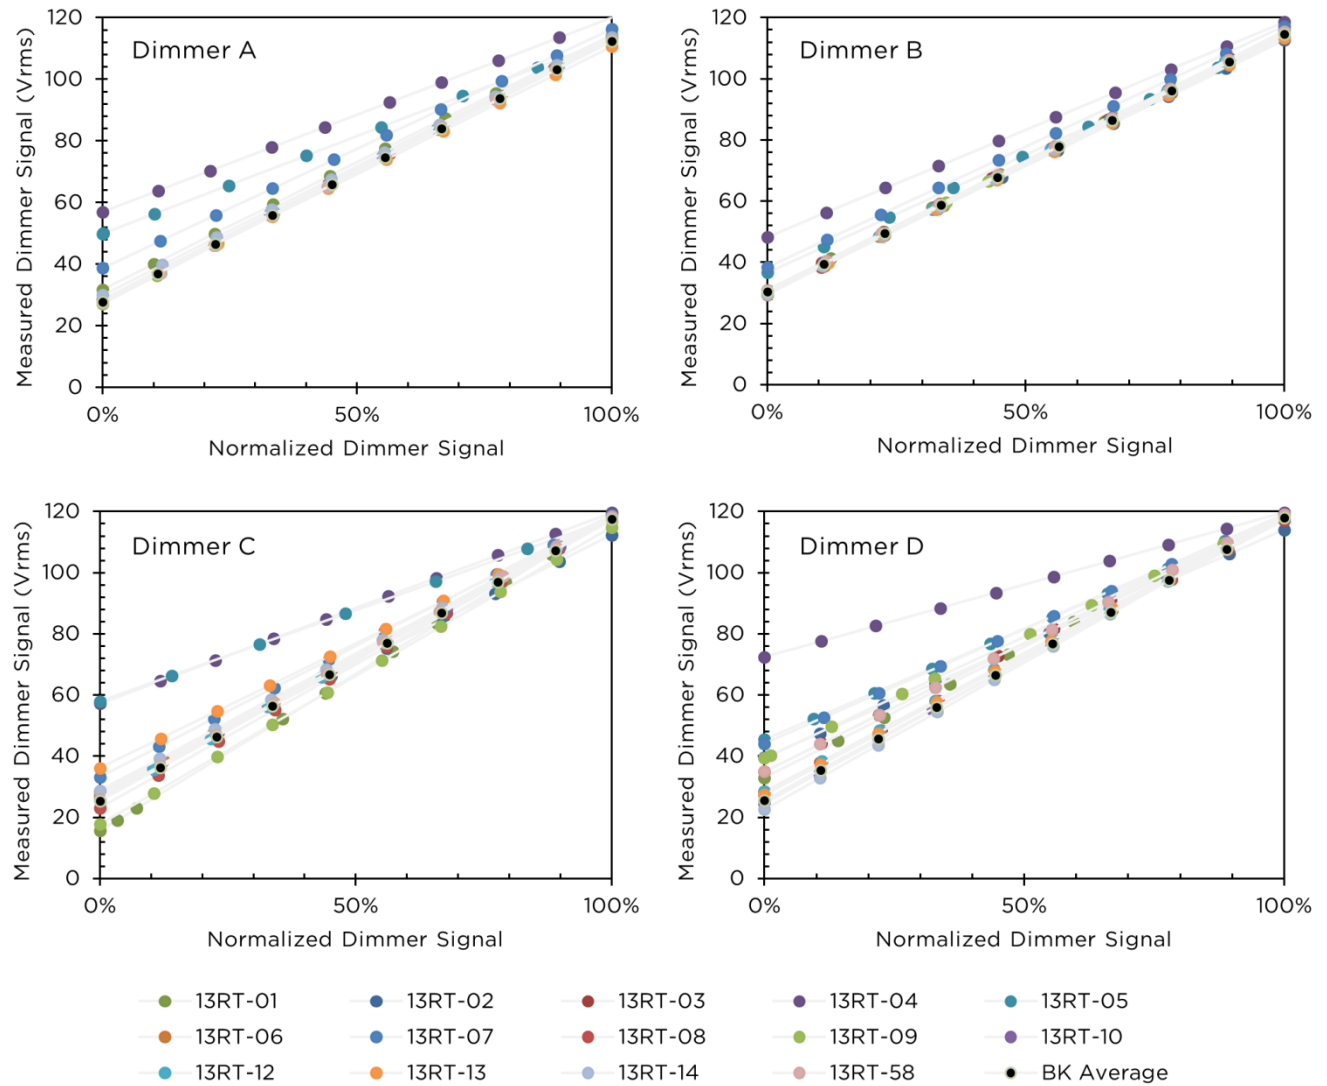 Dimmer A
Measured Dimmer Signal (Vrms)
120
100
80
60
40
20
0
0%
50%
100%
Normalized Dimmer Signal
Dimmer B
Measured Dimmer Signal (Vrms)
120
100
80
60
40
20
0
0%
50%
100%
Normalized Dimmer Signal
Dimmer C
Measured Dimmer Signal (Vrms)
120
100
80
60
40
20
0
0%
50%
100%
Normalized Dimmer Signal
Dimmer D
Measured Dimmer Signal (Vrms)
120
100
80
60
40
20
0
0%
50%
100%
Normalized Dimmer Signal
13RT-01 13RT-02 13RT-03 13RT-04 13RT-05
13RT-06 13RT-07 13RT-08 13RT-09 13RT-10
13RT-12 13RT-13 13RT-14 13RT-58 BK Average